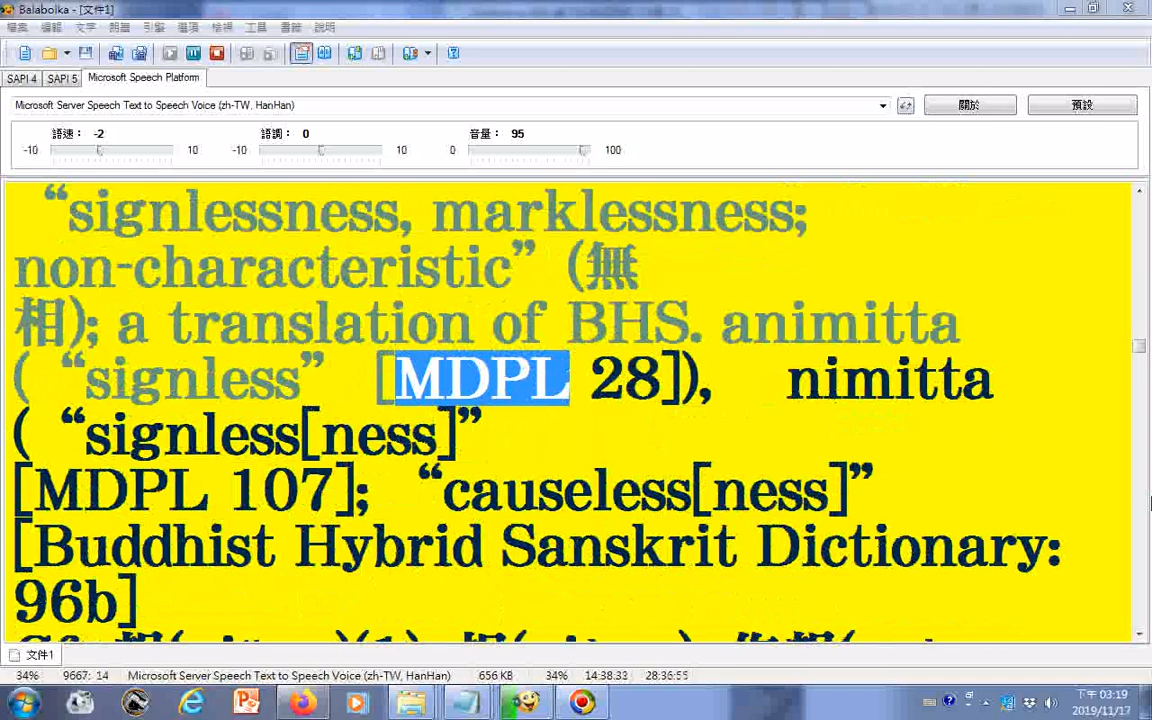 Balabolka - [文件1]
檔案 編輯 文字 朗讀 引擎 選項 檢視 工具 書籤 說明
SAPI 4 SAPI 5 Microsoft Speech Platform
Microsoft Server Speech Text to Speech Voice (zh-TW, HanHan) 關於 預設
語速: -2 語調: 0 音量: 95
-10 10 -10 10 0 100
“signlessness, marklessness;
non-characteristic” (無
相); a translation of BHS. animitta
( “signless” [MDPL 28]), nimitta
( “signless[ness]”
[MDPL 107]; “causeless[ness]”
[Buddhist Hybrid Sanskrit Dictionary:
96b]
文件1
34% 9667: 14 Microsoft Server Speech Text to Speech Voice (zh-TW, HanHan) 656 KB 34% 14:38:33 28:36:55
下午 03:19
2019/11/17